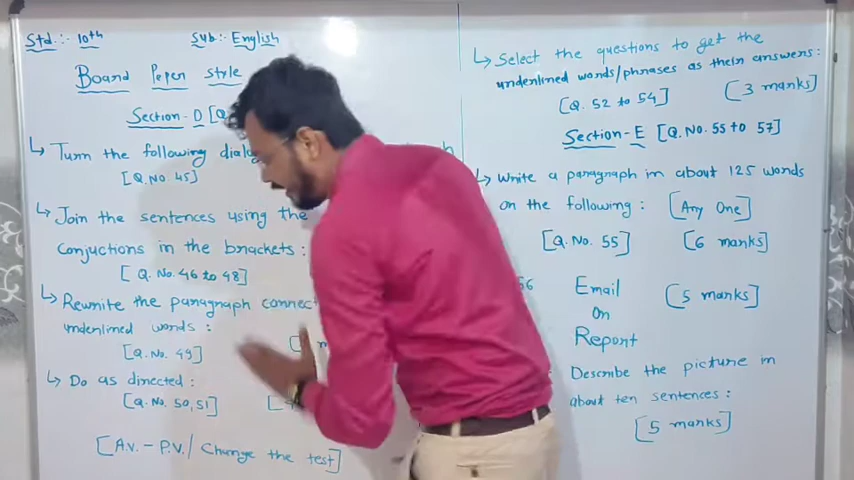 Std.:- 10th
Sub:- English
Board Paper style
Section-D [Q
Turn the following dialo
[Q.No. 45]
Join the sentences using the
conjuctions in the brackets:
[Q.No. 46 to 48]
Rewrite the paragraph connec
underlined words:
[Q.No. 49]
Do as directed:
[Q.No. 50,51]
[A.V. - P.V./ Change the test]
Select the questions to get the
underlined words/phrases as their answers:
[Q. 52 to 54] [3 marks]
Section-E [Q.No. 55 to 57]
Write a paragraph in about 125 words
on the following: [Any One]
[Q.No. 55] [6 marks]
56 Email [5 marks]
On
Report
Describe the picture in
about ten sentences:
[5 marks]